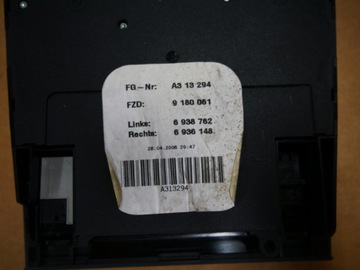 FG-Nr: A3 13 294
FZD: 9 180 061
Links: 6 938 762
Rechts: 6 936 148
28.04.2008 20:47
A313294